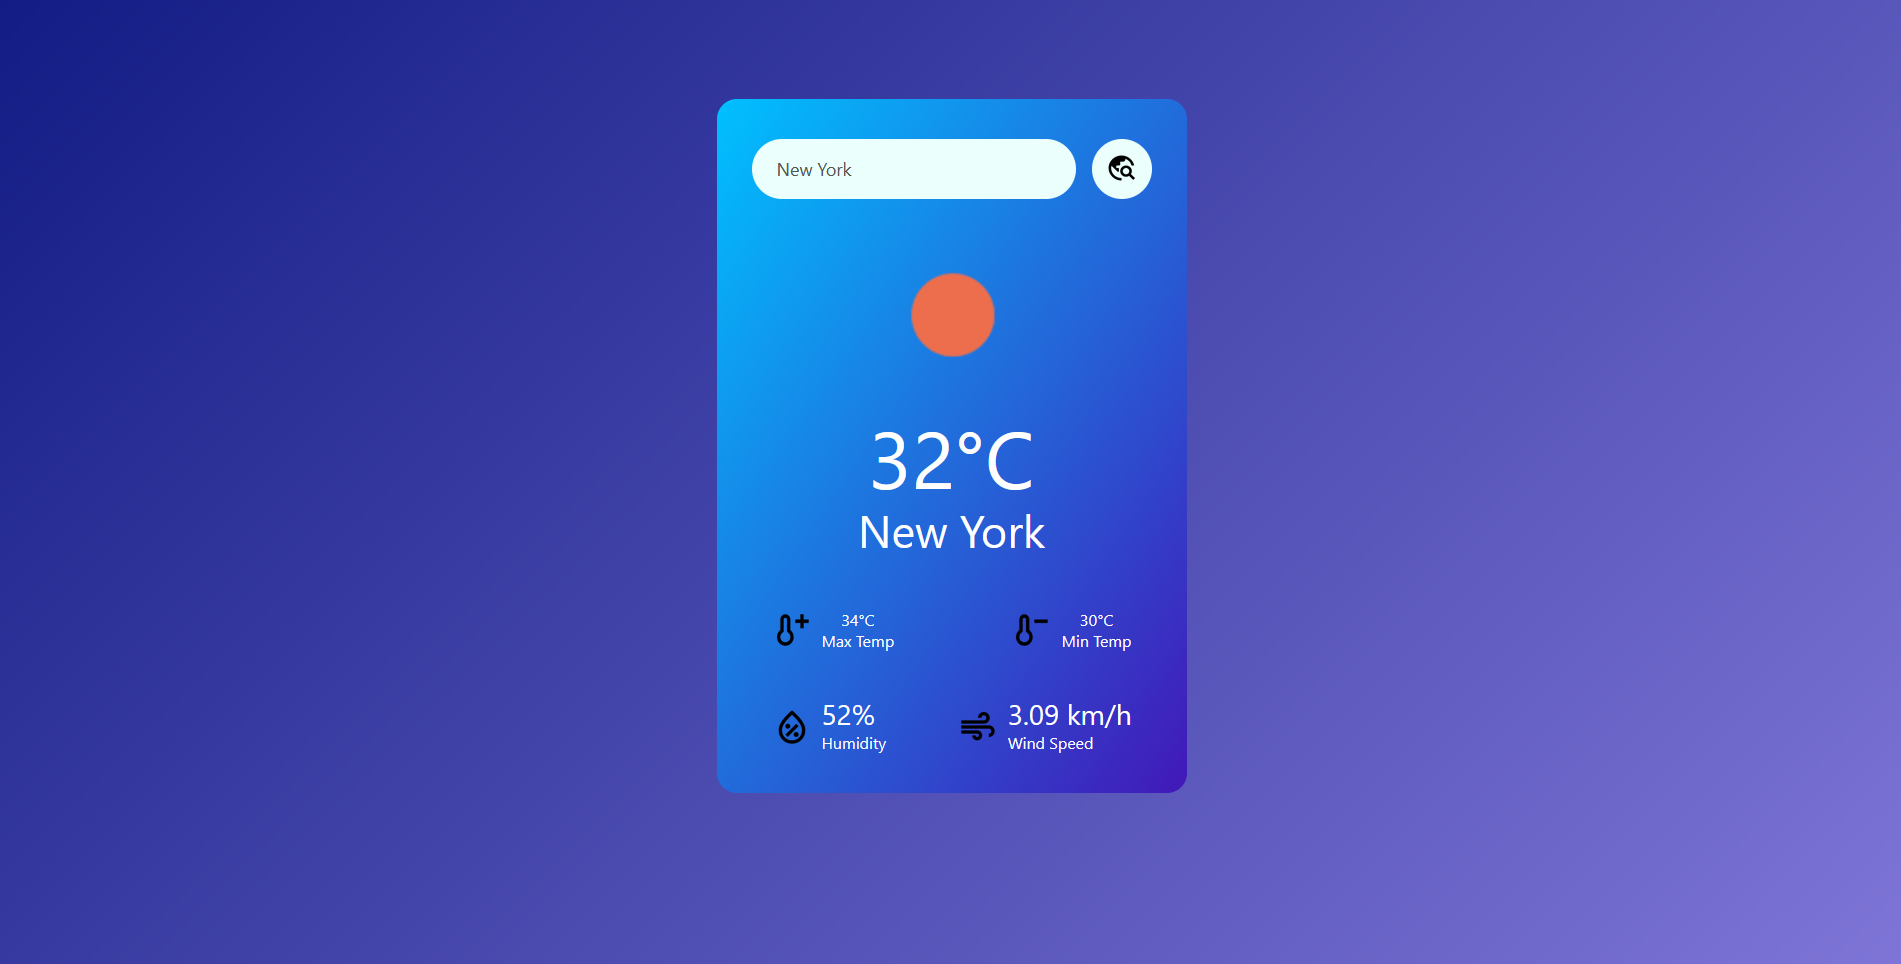 New York
32°C
New York
34°C
Max Temp
30°C
Min Temp
52%
Humidity
3.09 km/h
Wind Speed